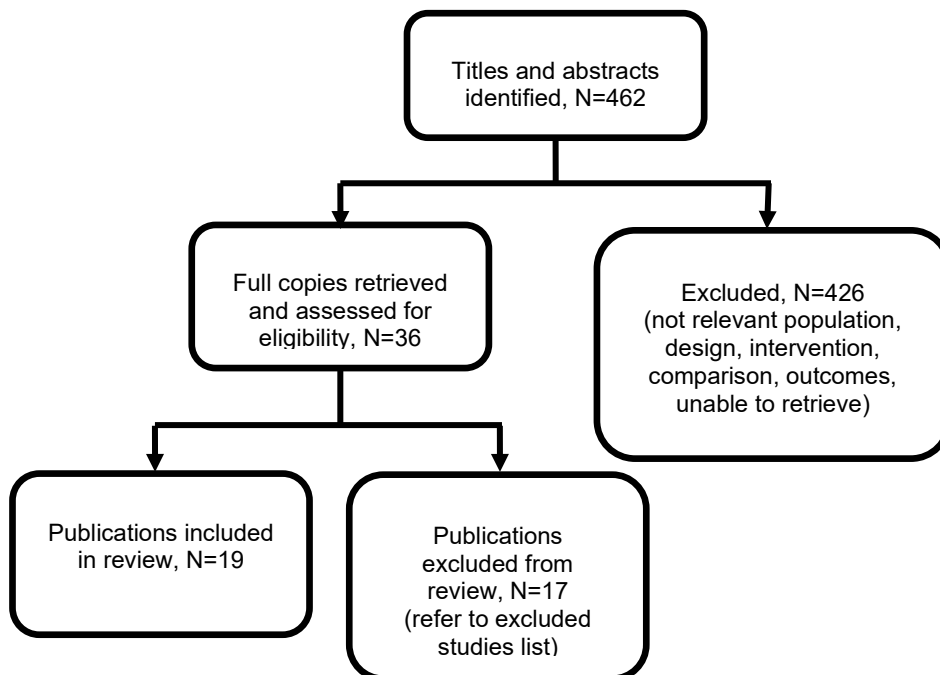 Titles and abstracts
identified, N=462
Full copies retrieved
and assessed for
eligibility, N=36
Excluded, N=426
(not relevant population,
design, intervention,
comparison, outcomes,
unable to retrieve)
Publications included
in review, N=19
Publications
excluded from
review, N=17
(refer to excluded
studies list)